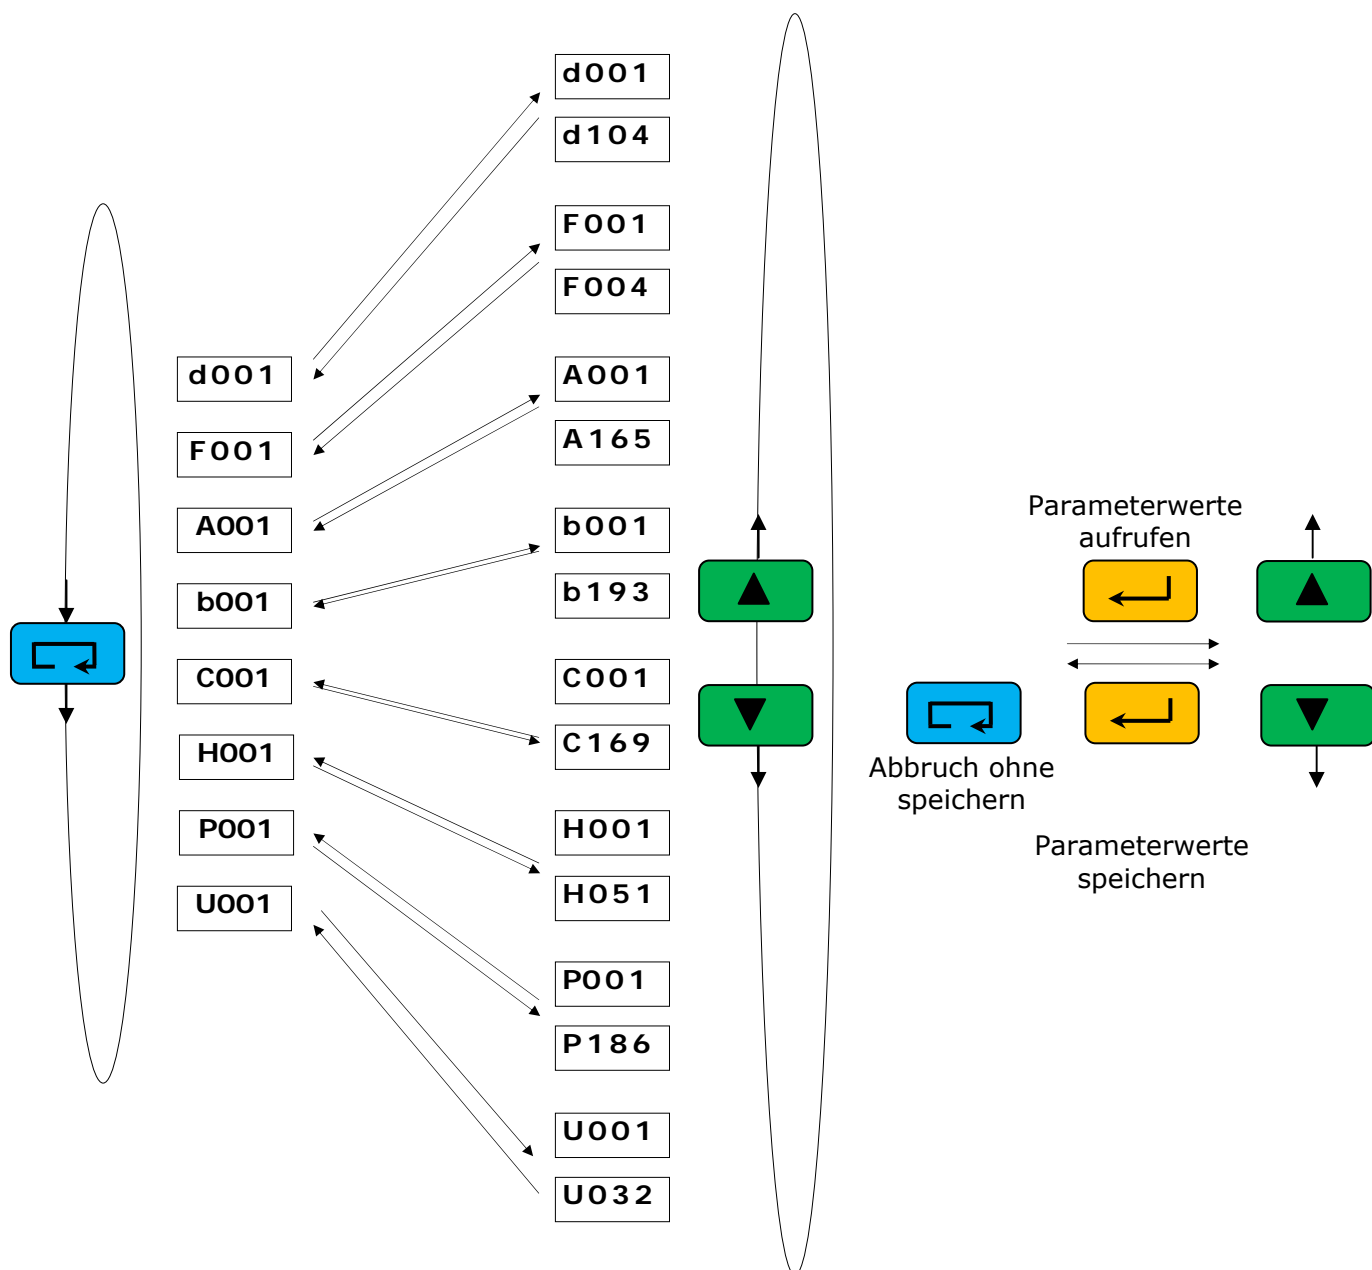 d001
F001
A001
b001
C001
H001
P001
U001
d001
d104
F001
F004
A001
A165
b001
b193
C001
C169
H001
H051
P001
P186
U001
U032
Parameterwerte
aufrufen
Abbruch ohne
speichern
Parameterwerte
speichern